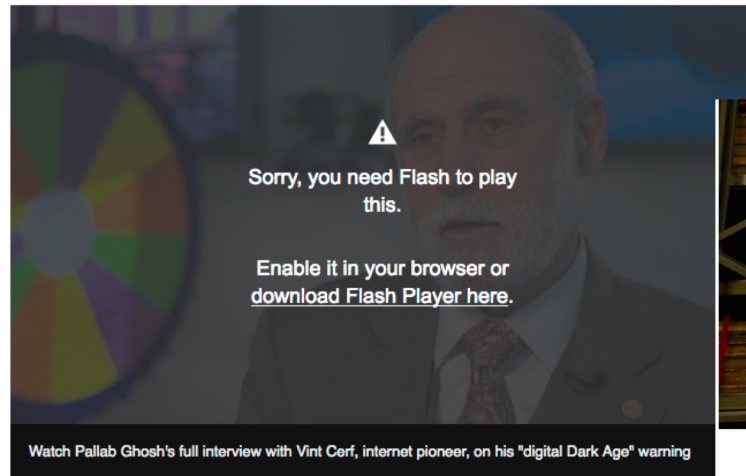 Sorry, you need Flash to play
this.
Enable it in your browser or
download Flash Player here.
Watch Pallab Ghosh's full interview with Vint Cerf, internet pioneer, on his "digital Dark Age" warning